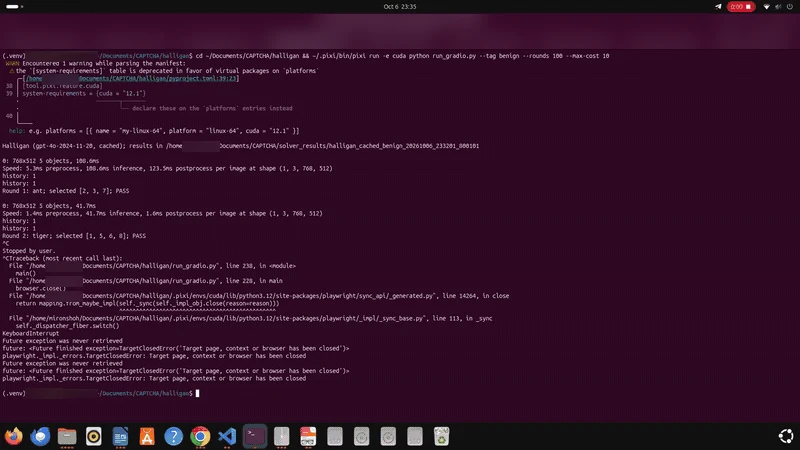 Oct 6 23:35
0:00
(.venv) ~/Documents/CAPTCHA/halligan$ cd ~/Documents/CAPTCHA/halligan && ~/.pixi/bin/pixi run -e cuda python run_gradio.py --tag benign --rounds 100 --max-cost 10
WARN Encountered 1 warning while parsing the manifest:
⚠ the `[system-requirements]` table is deprecated in favor of virtual packages on `platforms`
[/home Documents/CAPTCHA/halligan/pyproject.toml:39:23]
38 [tool.pixi.feature.cuda]
39 system-requirements = {cuda = "12.1"}
declare these on the `platforms` entries instead
40
help: e.g. platforms = [{ name = "my-linux-64", platform = "linux-64", cuda = "12.1" }]
Halligan (gpt-4o-2024-11-20, cached); results in /home Documents/CAPTCHA/solver_results/halligan_cached_benign_20261006_233201_800101
0: 768x512 5 objects, 108.6ms
Speed: 5.3ms preprocess, 108.6ms inference, 123.5ms postprocess per image at shape (1, 3, 768, 512)
history: 1
history: 1
Round 1: ant; selected [2, 3, 7]; PASS
0: 768x512 5 objects, 41.7ms
Speed: 1.4ms preprocess, 41.7ms inference, 1.6ms postprocess per image at shape (1, 3, 768, 512)
history: 1
history: 1
Round 2: tiger; selected [1, 5, 6, 8]; PASS
^C
Stopped by user.
^CTraceback (most recent call last):
File "/home Documents/CAPTCHA/halligan/run_gradio.py", line 238, in <module>
main()
File "/home Documents/CAPTCHA/halligan/run_gradio.py", line 228, in main
browser.close()
File "/home Documents/CAPTCHA/halligan/.pixi/envs/cuda/lib/python3.12/site-packages/playwright/sync_api/_generated.py", line 14264, in close
return mapping.from_maybe_impl(self._sync(self._impl_obj.close(reason=reason)))
^^^^^^^^^^^^^^^^^^^^^^^^^^^^^^^^^^^^^^^^^^^^
File "/home/mironshoh/Documents/CAPTCHA/halligan/.pixi/envs/cuda/lib/python3.12/site-packages/playwright/_impl/_sync_base.py", line 113, in _sync
self._dispatcher_fiber.switch()
KeyboardInterrupt
Future exception was never retrieved
future: <Future finished exception=TargetClosedError('Target page, context or browser has been closed')>
playwright._impl._errors.TargetClosedError: Target page, context or browser has been closed
Future exception was never retrieved
future: <Future finished exception=TargetClosedError('Target page, context or browser has been closed')>
playwright._impl._errors.TargetClosedError: Target page, context or browser has been closed
(.venv) ~/Documents/CAPTCHA/halligan$